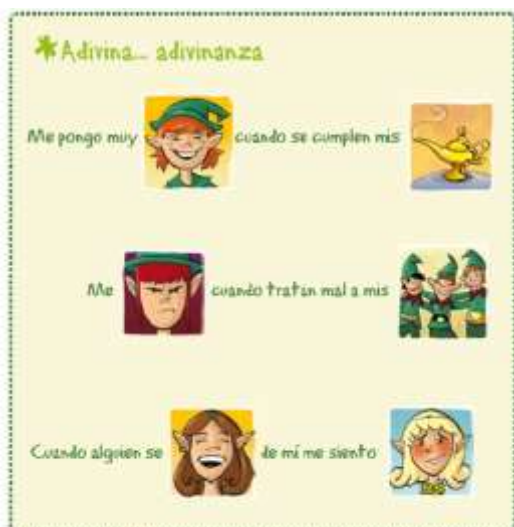 Adivina... adivinanza
Me pongo muy cuando se cumplen mis
Me cuando tratan mal a mis
Cuando alguien se de mí me siento